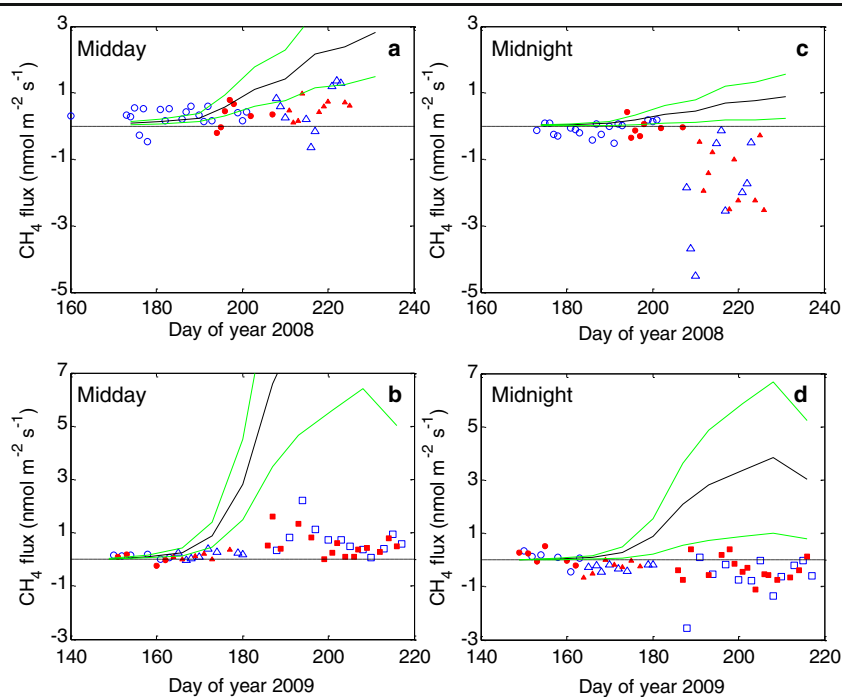 3
1
-1
-3
-5
CH4 flux (nmol m-2 s-1)
Midday
a
160 180 200 220 240
Day of year 2008
3
1
-1
-3
-5
CH4 flux (nmol m-2 s-1)
Midnight
c
160 180 200 220 240
Day of year 2008
7
5
3
1
-1
-3
CH4 flux (nmol m-2 s-1)
Midday
b
140 160 180 200 220
Day of year 2009
7
5
3
1
-1
-3
CH4 flux (nmol m-2 s-1)
Midnight
d
140 160 180 200 220
Day of year 2009